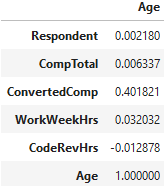 Age
Respondent 0.002180
CompTotal 0.006337
ConvertedComp 0.401821
WorkWeekHrs 0.032032
CodeRevHrs -0.012878
Age 1.000000